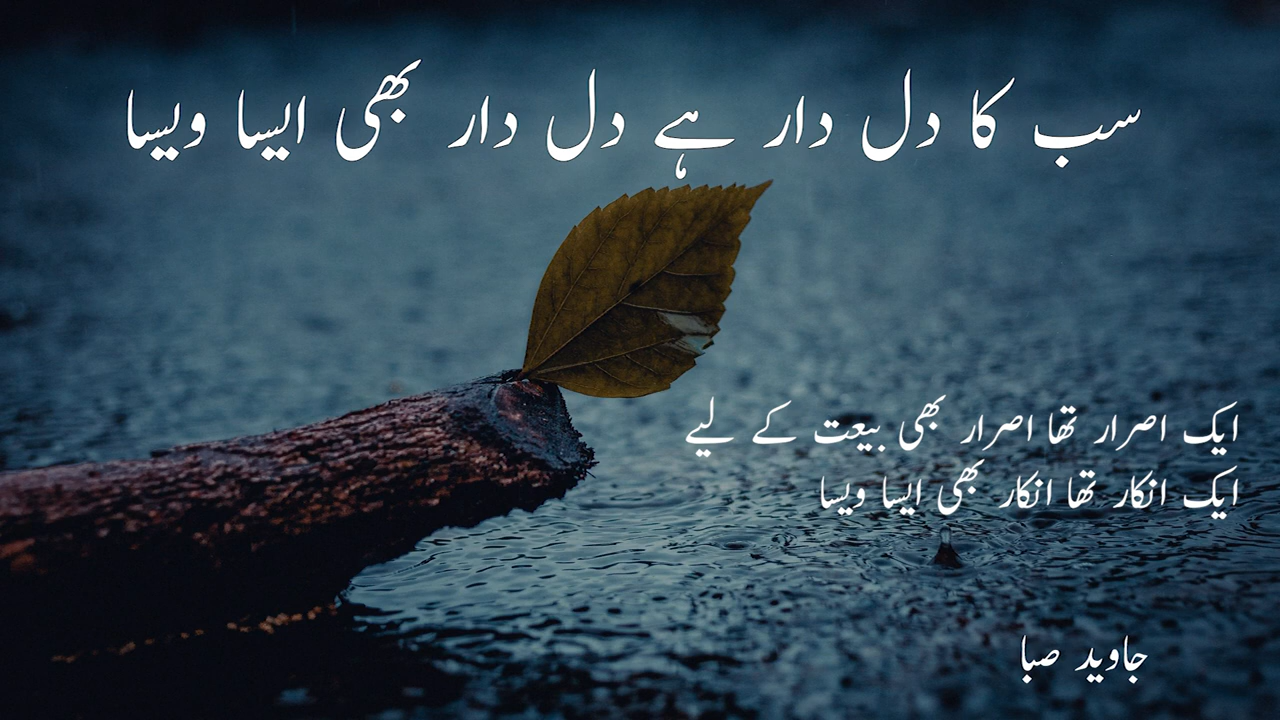 سب کا دل دار ہے دل دار بھی ایسا ویسا
ایک اصرار تھا اصرار بھی بیعت کے لیے
ایک انکار تھا انکار بھی ایسا ویسا
جاوید صبا